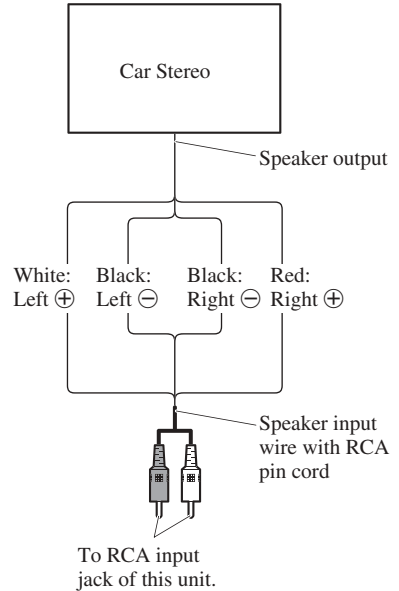 Car Stereo
Speaker output
White:
Left ⊕
Black:
Left ⊖
Black:
Right ⊖
Red:
Right ⊕
Speaker input
wire with RCA
pin cord
To RCA input
jack of this unit.